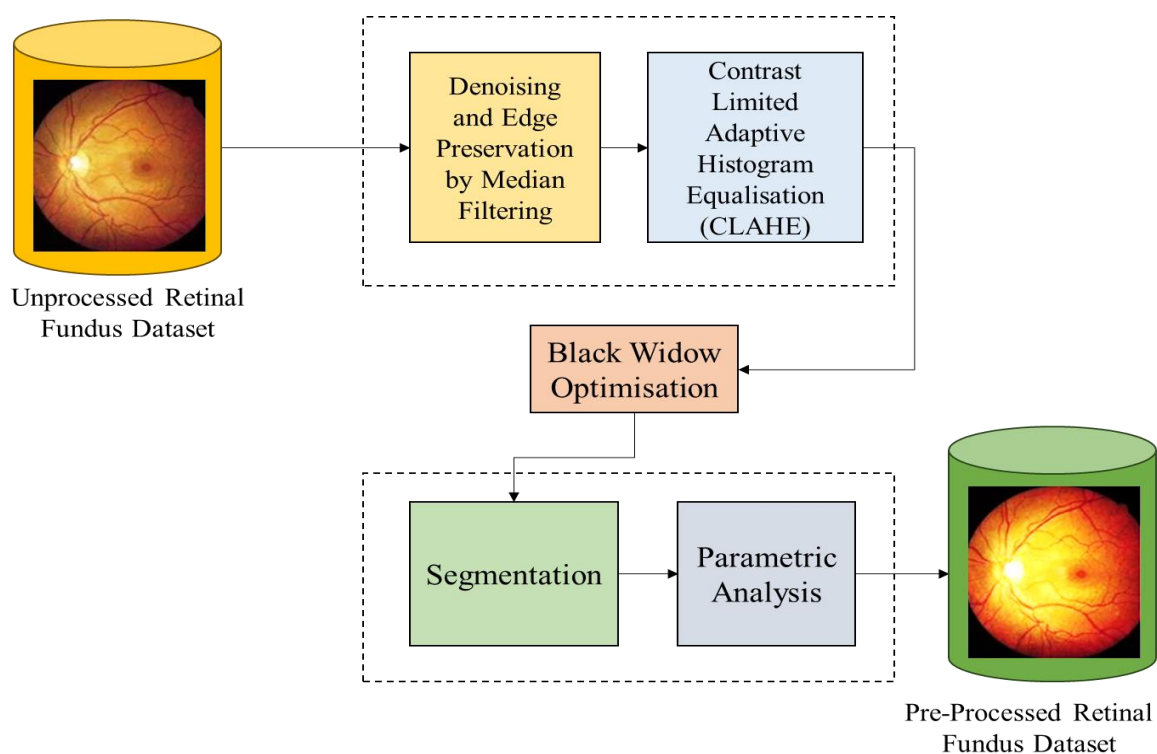 Unprocessed Retinal
Fundus Dataset
Denoising
and Edge
Preservation
by Median
Filtering
Contrast
Limited
Adaptive
Histogram
Equalisation
(CLAHE)
Black Widow
Optimisation
Segmentation
Parametric
Analysis
Pre-Processed Retinal
Fundus Dataset